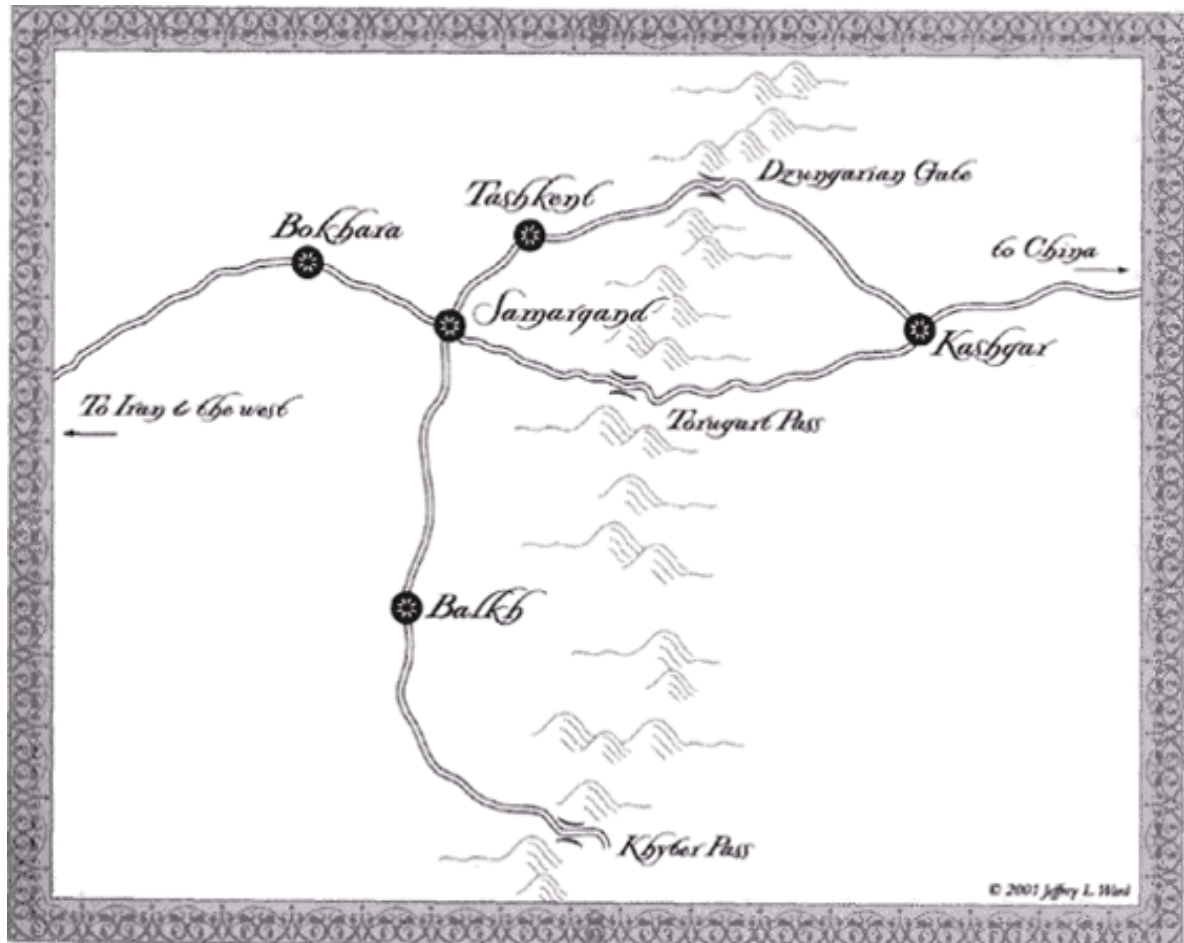 Dzungarian Gate
Tashkent
Bokhara
to China
Samarqand
Kashgar
To Iran & the west
Torugart Pass
Balkh
Khyber Pass
© 2001 Jeffrey L. Ward